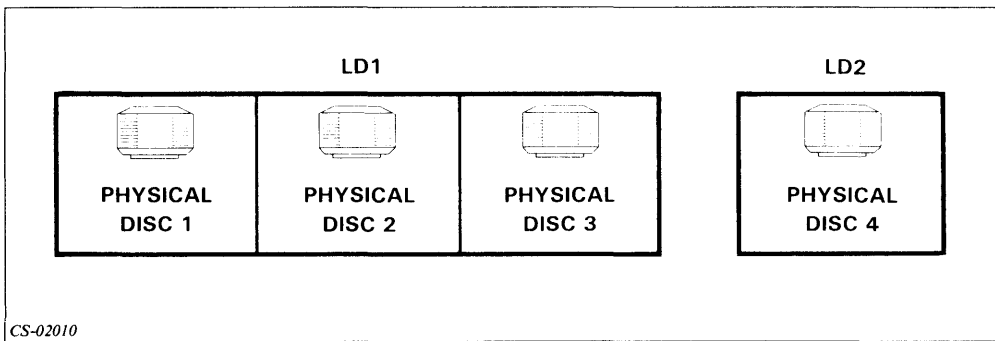 LD1
LD2
PHYSICAL DISC 1
PHYSICAL DISC 2
PHYSICAL DISC 3
PHYSICAL DISC 4
CS-02010